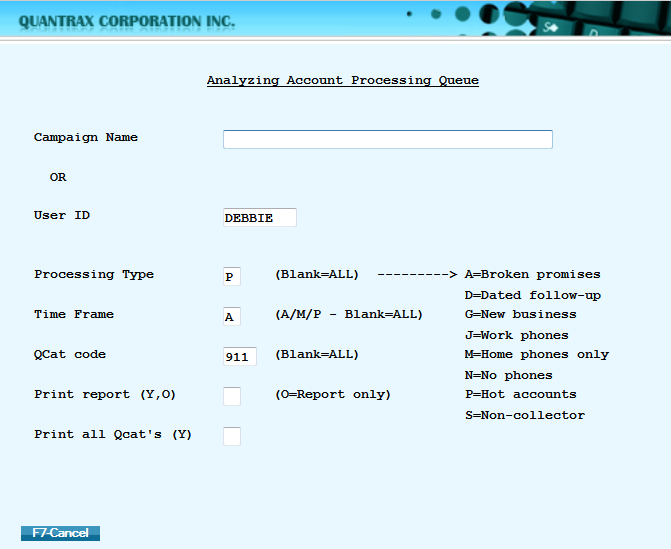 QUANTRAX CORPORATION INC.
Analyzing Account Processing Queue
Campaign Name
OR
User ID DEBBIE
Processing Type P (Blank=ALL) ---------> A=Broken promises
D=Dated follow-up
Time Frame A (A/M/P - Blank=ALL) G=New business
J=Work phones
QCat code 911 (Blank=ALL) M=Home phones only
N=No phones
Print report (Y,O) (O=Report only) P=Hot accounts
S=Non-collector
Print all Qcat's (Y)
F7-Cancel